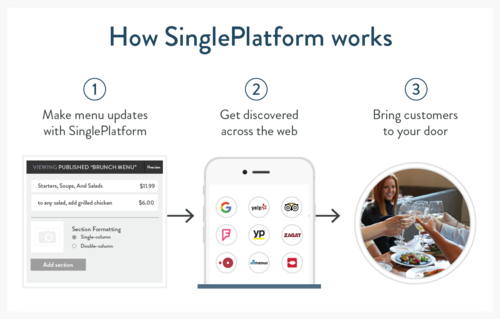 How SinglePlatform works
1
Make menu updates
with SinglePlatform
2
Get discovered
across the web
3
Bring customers
to your door
VIEWING PUBLISHED "BRUNCH MENU"
Preview
Starters, Soups, And Salads $11.99
to any salad, add grilled chicken $6.00
Section Formatting
Single-column
Double-column
Add section
G
yelp
yp
ZAGAT